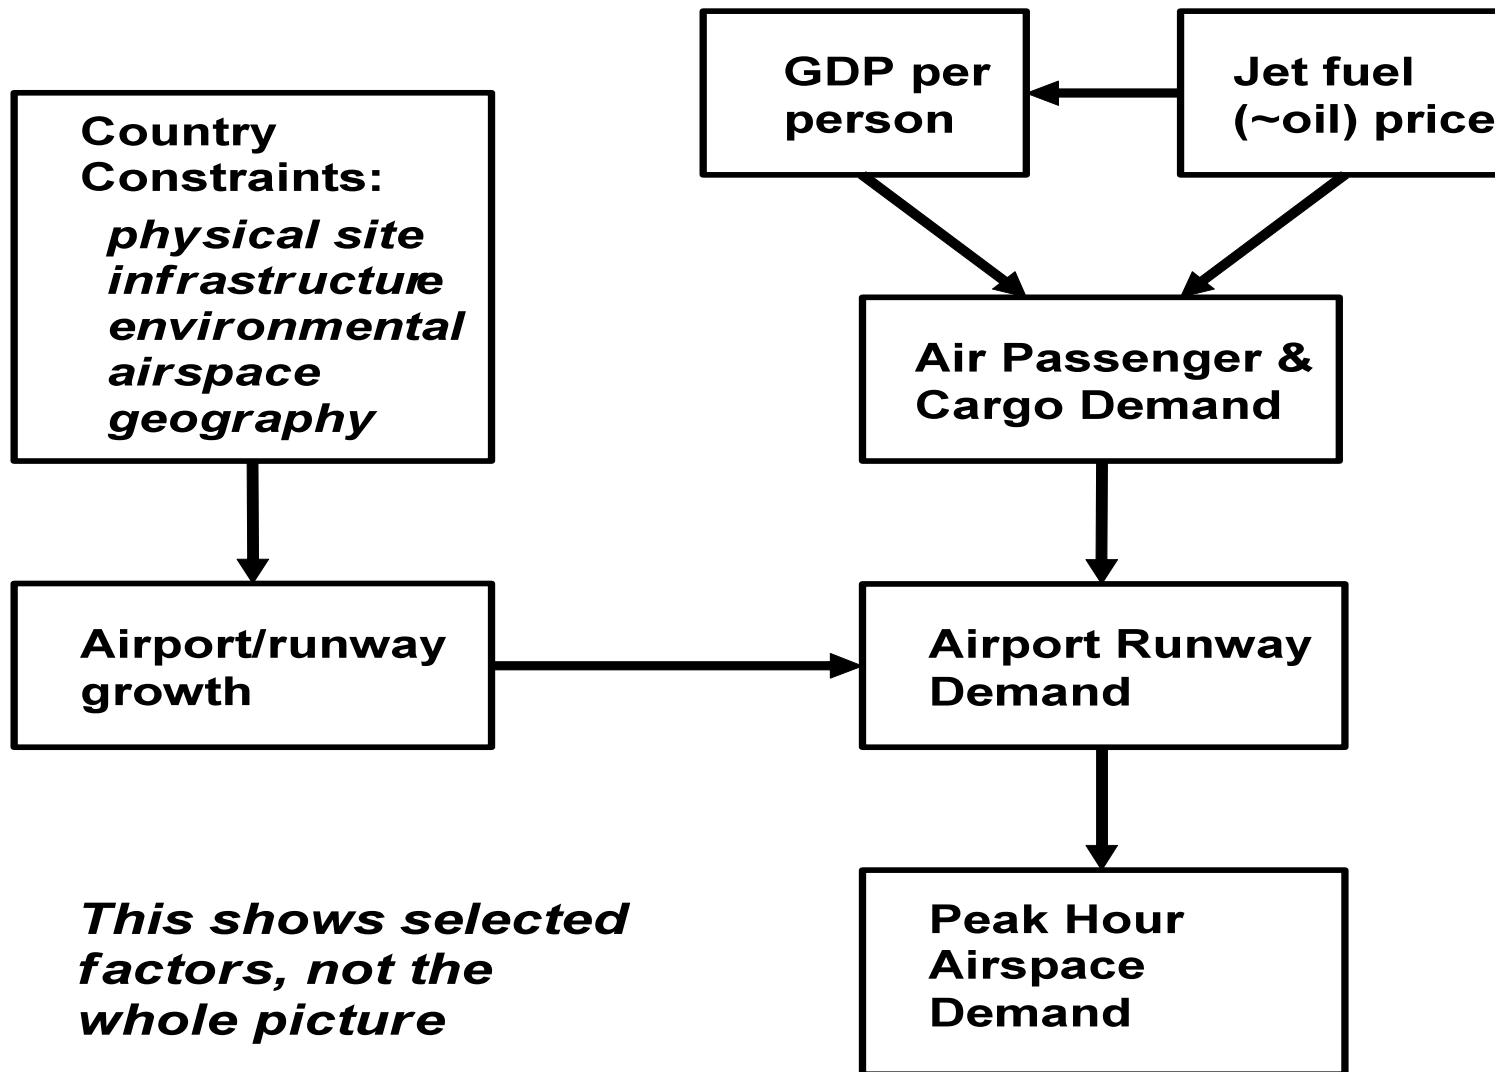 GDP per
person
Jet fuel
(~oil) price
Country
Constraints:
physical site
infrastructure
environmental
airspace
geography
Air Passenger &
Cargo Demand
Airport/runway
growth
Airport Runway
Demand
This shows selected
factors, not the
whole picture
Peak Hour
Airspace
Demand